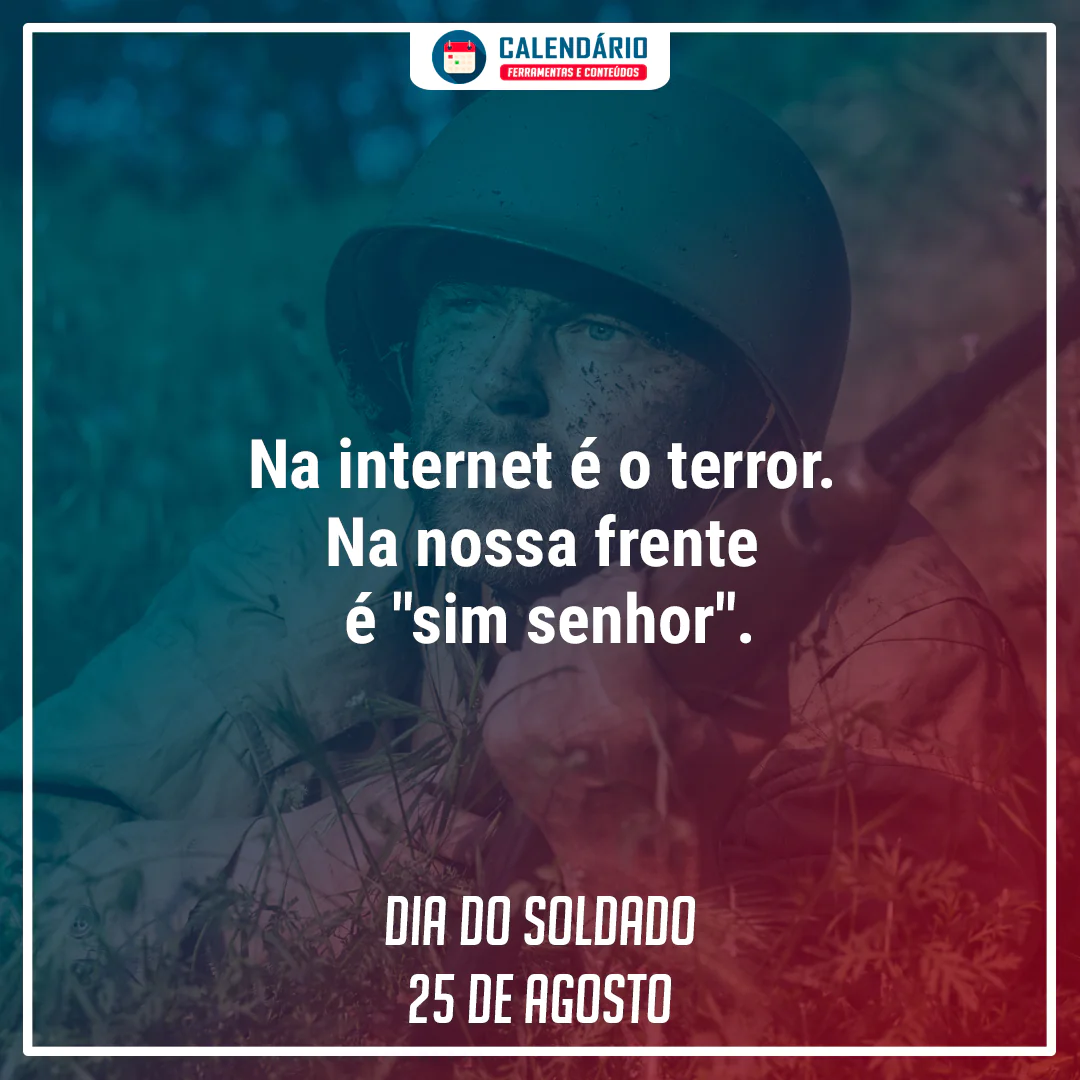 CALENDÁRIO
FERRAMENTAS E CONTEÚDOS
Na internet é o terror.
Na nossa frente
é "sim senhor".
DIA DO SOLDADO
25 DE AGOSTO